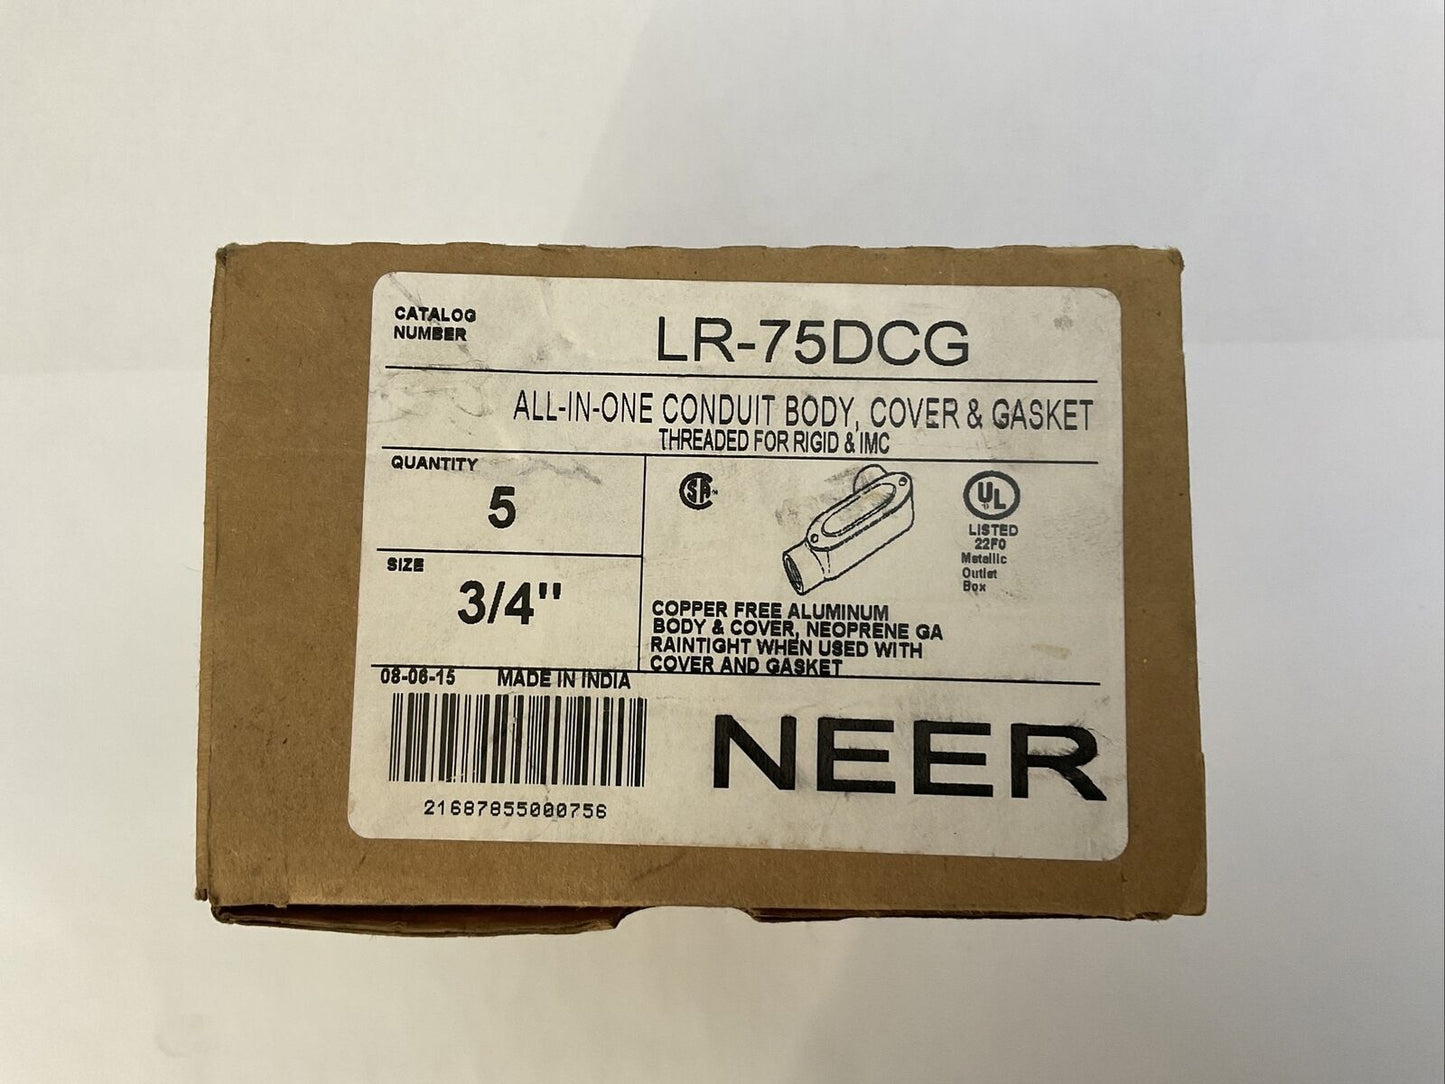 CATALOG
NUMBER
LR-75DCG
ALL-IN-ONE CONDUIT BODY, COVER & GASKET
THREADED FOR RIGID & IMC
QUANTITY
5
SIZE
3/4"
SA
UL
LISTED
22F0
Metallic
Outlet
Box
COPPER FREE ALUMINUM
BODY & COVER, NEOPRENE GA
RAINTIGHT WHEN USED WITH
COVER AND GASKET
08-06-15 MADE IN INDIA
21687855000756
NEER